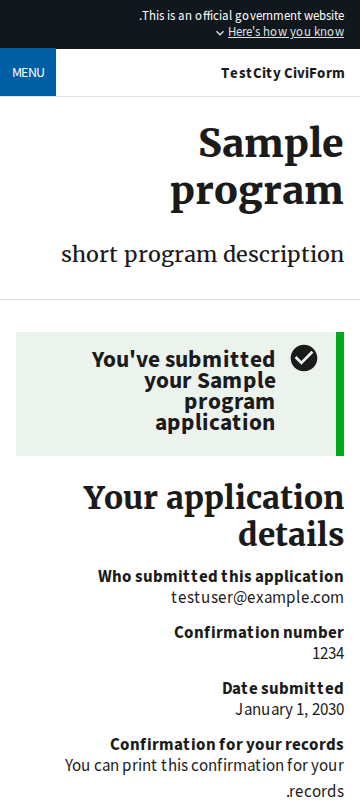 .This is an official government website
Here's how you know
MENU
TestCity CiviForm
Sample
program
short program description
You've submitted
your Sample
program
application
Your application
details
Who submitted this application
testuser@example.com
Confirmation number
1234
Date submitted
January 1, 2030
Confirmation for your records
You can print this confirmation for your
.records